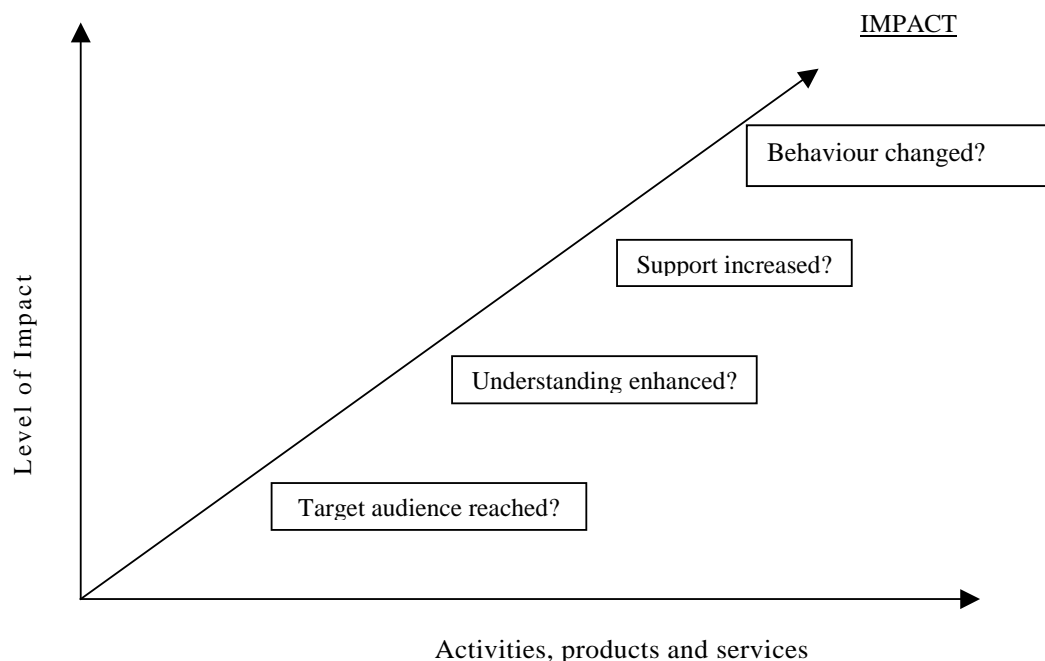 IMPACT
Behaviour changed?
Support increased?
Understanding enhanced?
Target audience reached?
Level of Impact
Activities, products and services